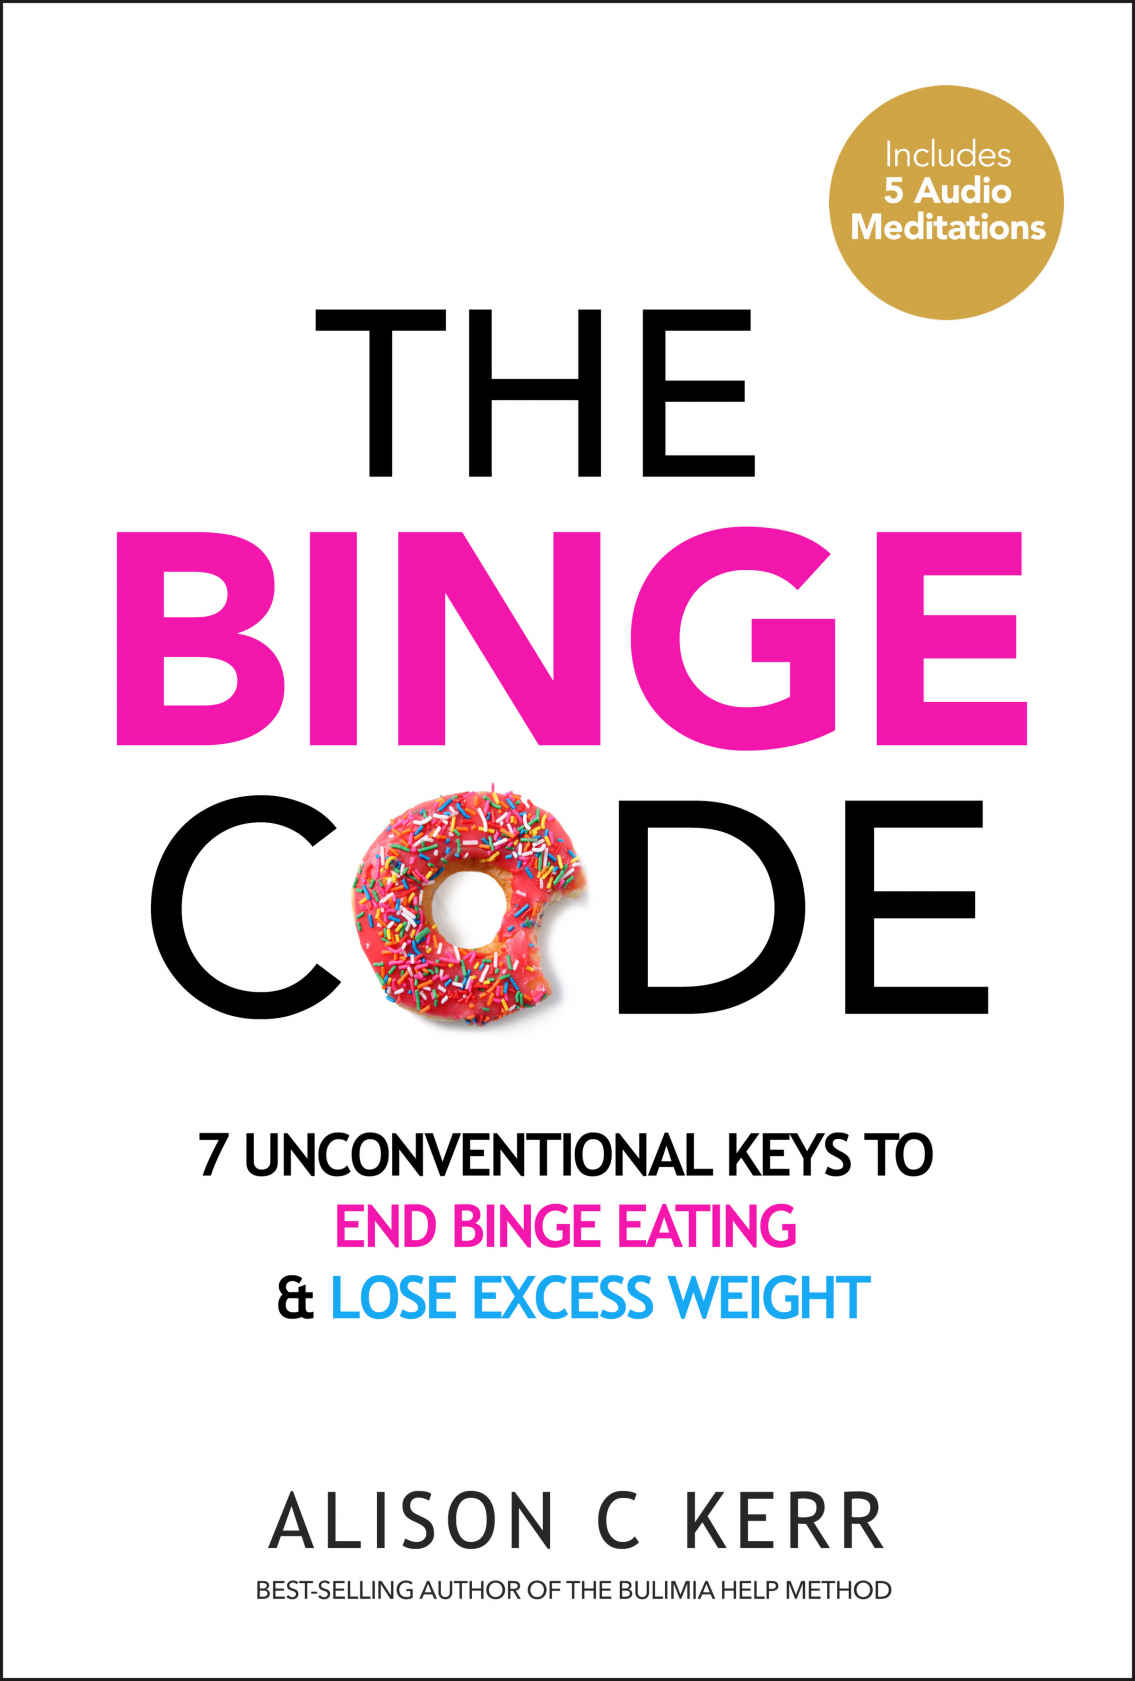 Includes
5 Audio
Meditations
THE
BINGE
CODE
7 UNCONVENTIONAL KEYS TO
END BINGE EATING
& LOSE EXCESS WEIGHT
ALISON C KERR
BEST-SELLING AUTHOR OF THE BULIMIA HELP METHOD